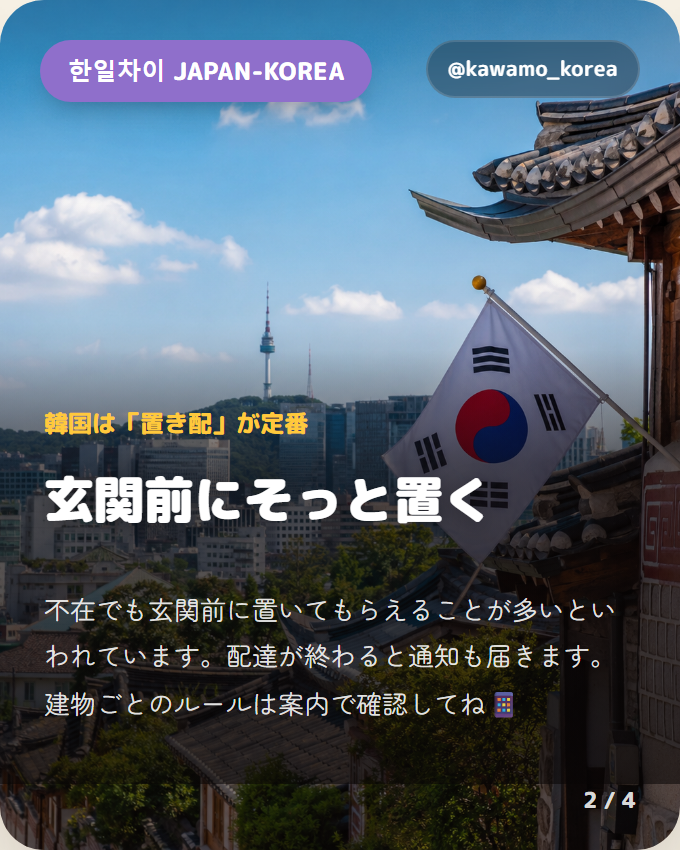 한일차이 JAPAN-KOREA
@kawamo_korea
韓国は「置き配」が定番
玄関前にそっと置く
不在でも玄関前に置いてもらえることが多いとい
われています。配達が終わると通知も届きます。
建物ごとのルールは案内で確認してね
2 / 4